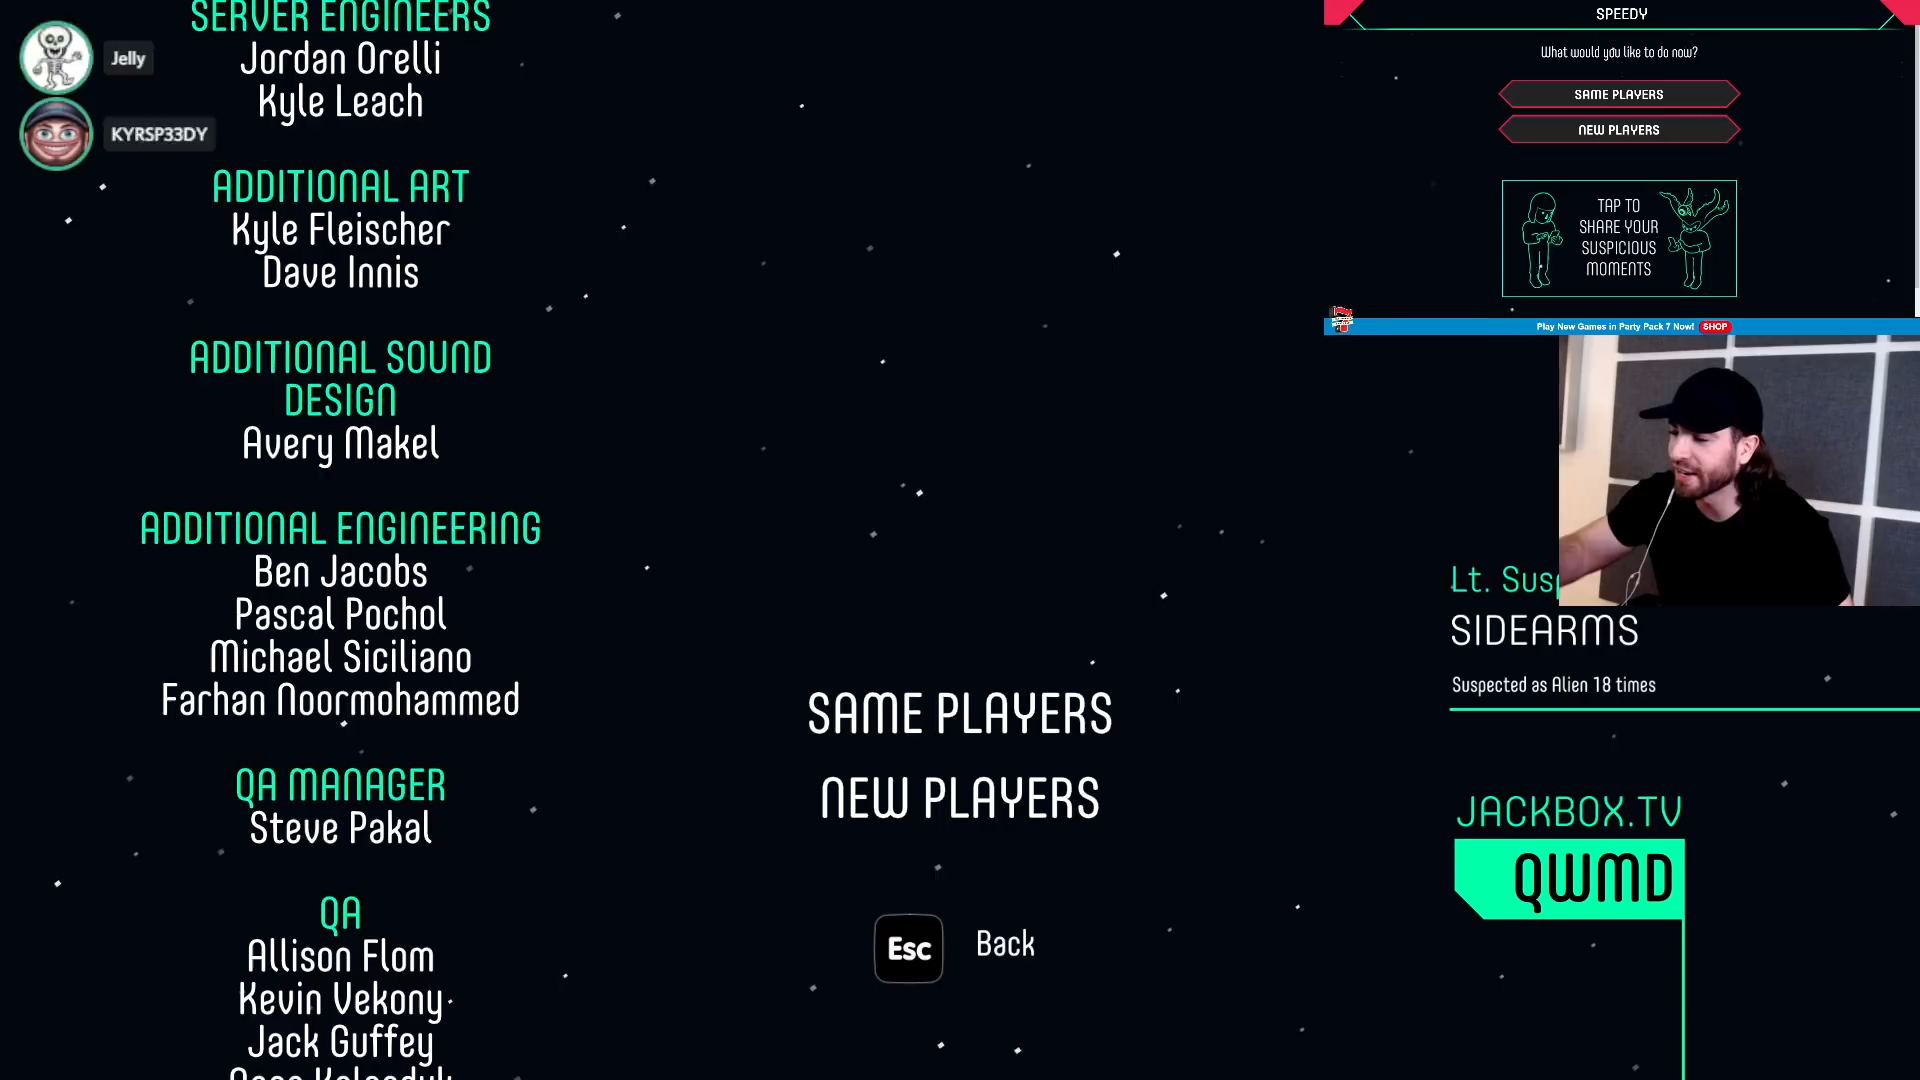 SERVER ENGINEERS
Jordan Orelli
Kyle Leach
Jelly
KYRSP33DY
ADDITIONAL ART
Kyle Fleischer
Dave Innis
ADDITIONAL SOUND
DESIGN
Avery Makel
ADDITIONAL ENGINEERING
Ben Jacobs
Pascal Pochol
Michael Siciliano
Farhan Noormohammed
QA MANAGER
Steve Pakal
QA
Allison Flom
Kevin Vekony
Jack Guffey
SAME PLAYERS
NEW PLAYERS
Esc Back
SPEEDY
What would you like to do now?
SAME PLAYERS
NEW PLAYERS
TAP TO
SHARE YOUR
SUSPICIOUS
MOMENTS
Play New Games in Party Pack 7 Now! SHOP
Lt.
SIDEARMS
Suspected as Alien 18 times
JACKBOX.TV
QWMD